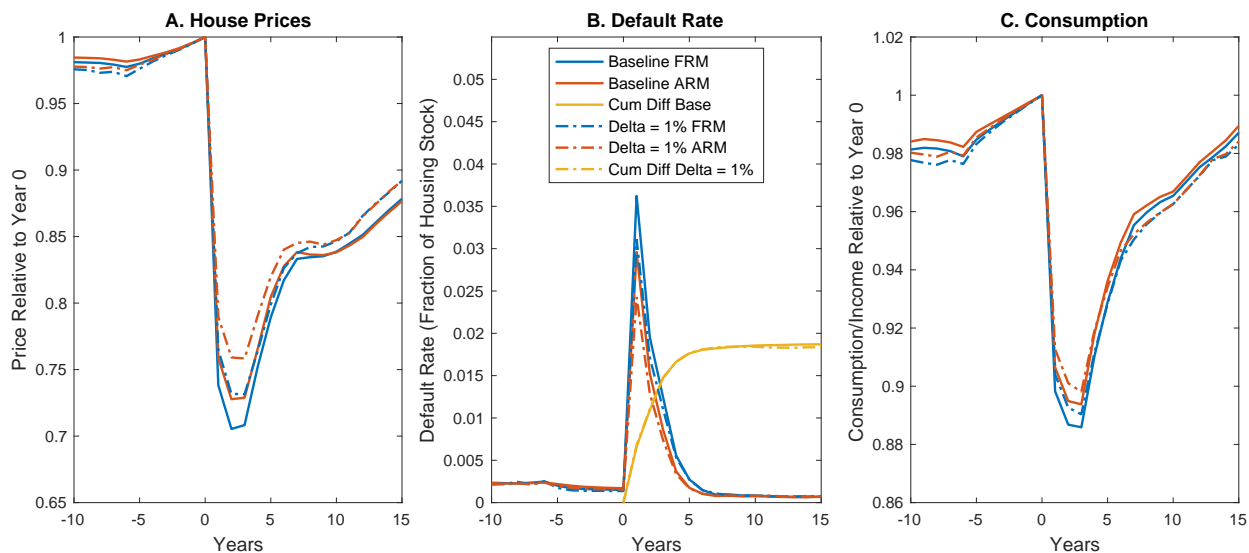 A. House Prices
Price Relative to Year 0
1
0.95
0.9
0.85
0.8
0.75
0.7
0.65
-10 -5 0 5 10 15
Years
B. Default Rate
Default Rate (Fraction of Housing Stock)
0.05
0.045
0.04
0.035
0.03
0.025
0.02
0.015
0.01
0.005
0
-10 -5 0 5 10 15
Years
Baseline FRM
Baseline ARM
Cum Diff Base
Delta = 1% FRM
Delta = 1% ARM
Cum Diff Delta = 1%
C. Consumption
Consumption/Income Relative to Year 0
1.02
1
0.98
0.96
0.94
0.92
0.9
0.88
0.86
-10 -5 0 5 10 15
Years